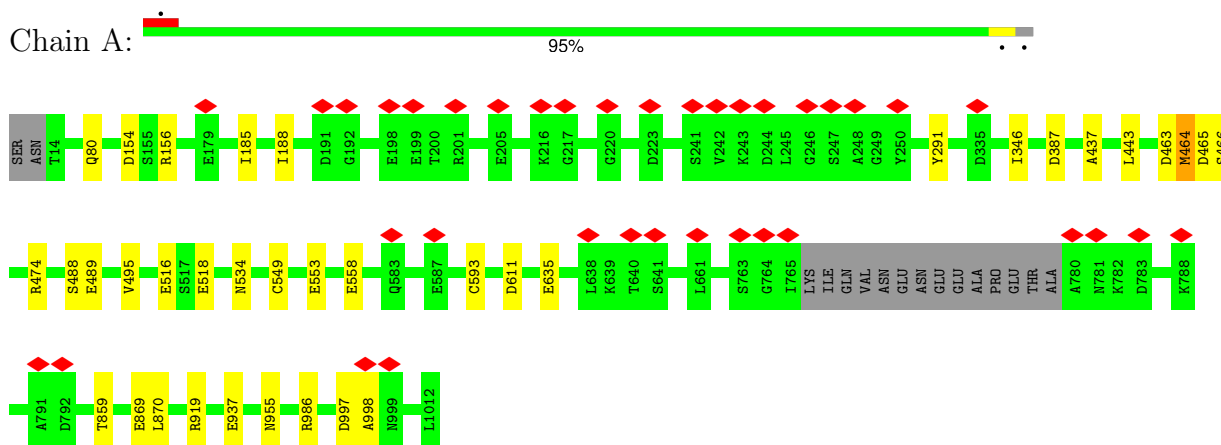 Chain A:
95%
SER ASN T14 Q80 D154 S155 R156 E179 I185 I188 D191 G192 E198 E199 T200 R201 E205 K216 G217 G220 D223 S241 V242 K243 D244 L245 G246 S247 A248 G249 Y250 Y291 D335 I346 D387 A437 L443 D463 M464 D465 S466
R474 S488 E489 V495 E516 S517 E518 N534 C549 E553 E558 Q583 E587 C593 D611 E635 L638 K639 T640 S641 L661 S763 G764 I765 LYS ILE GLN VAL ASN GLU ASN GLU GLU ALA PRO GLU THR ALA A780 N781 K782 D783 K788
A791 D792 T859 E869 L870 R919 E937 N955 R986 D997 A998 N999 L1012